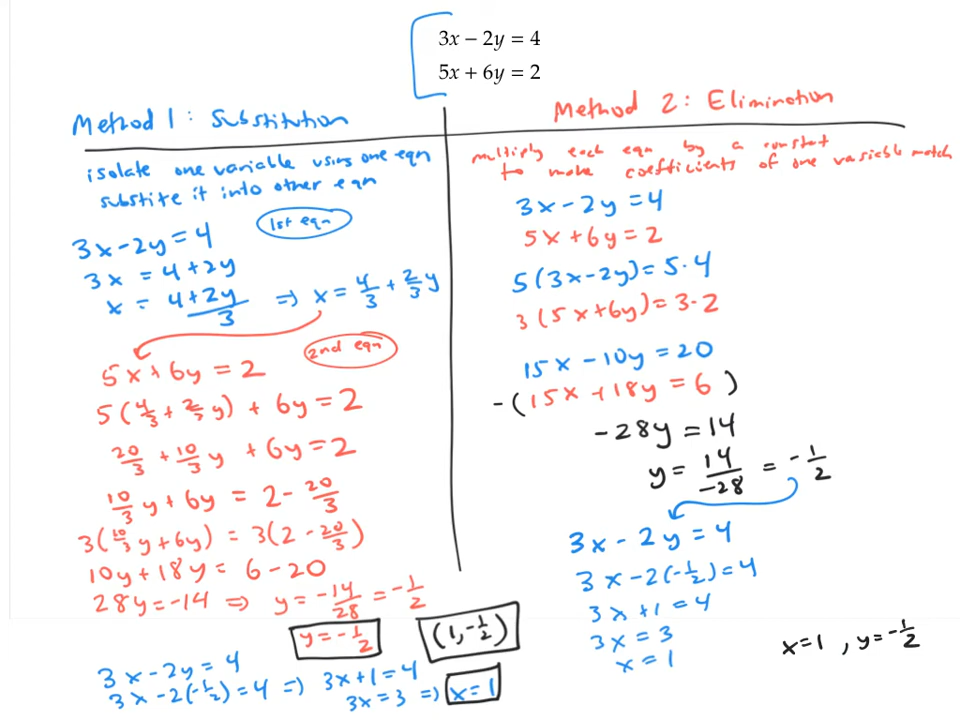 3x − 2y = 4
5x + 6y = 2
Method 1: Substitution
isolate one variable using one eqn
substite it into other eqn
1st eqn
3x-2y=4
3x = 4+2y
x = 4+2y/3 => x = 4/3 + 2/3 y
2nd eqn
5x+6y = 2
5(4/3 + 2/3 y) + 6y = 2
20/3 + 10/3 y + 6y = 2
10/3 y + 6y = 2 - 20/3
3(10/3 y + 6y) = 3(2 - 20/3)
10y + 18y = 6 - 20
28y = -14 => y = -14/28 = -1/2
y = -1/2
(1, -1/2)
3x - 2y = 4
3x - 2(-1/2) = 4 => 3x+1 = 4
3x = 3 => x = 1
Method 2: Elimination
multiply each eqn by a constant
to make coefficients of one variable match
3x - 2y = 4
5x + 6y = 2
5(3x-2y) = 5·4
3(5x+6y) = 3·2
15x - 10y = 20
-(15x + 18y = 6)
-28y = 14
y = 14/-28 = -1/2
3x - 2y = 4
3x - 2(-1/2) = 4
3x + 1 = 4
3x = 3
x = 1
x=1, y=-1/2